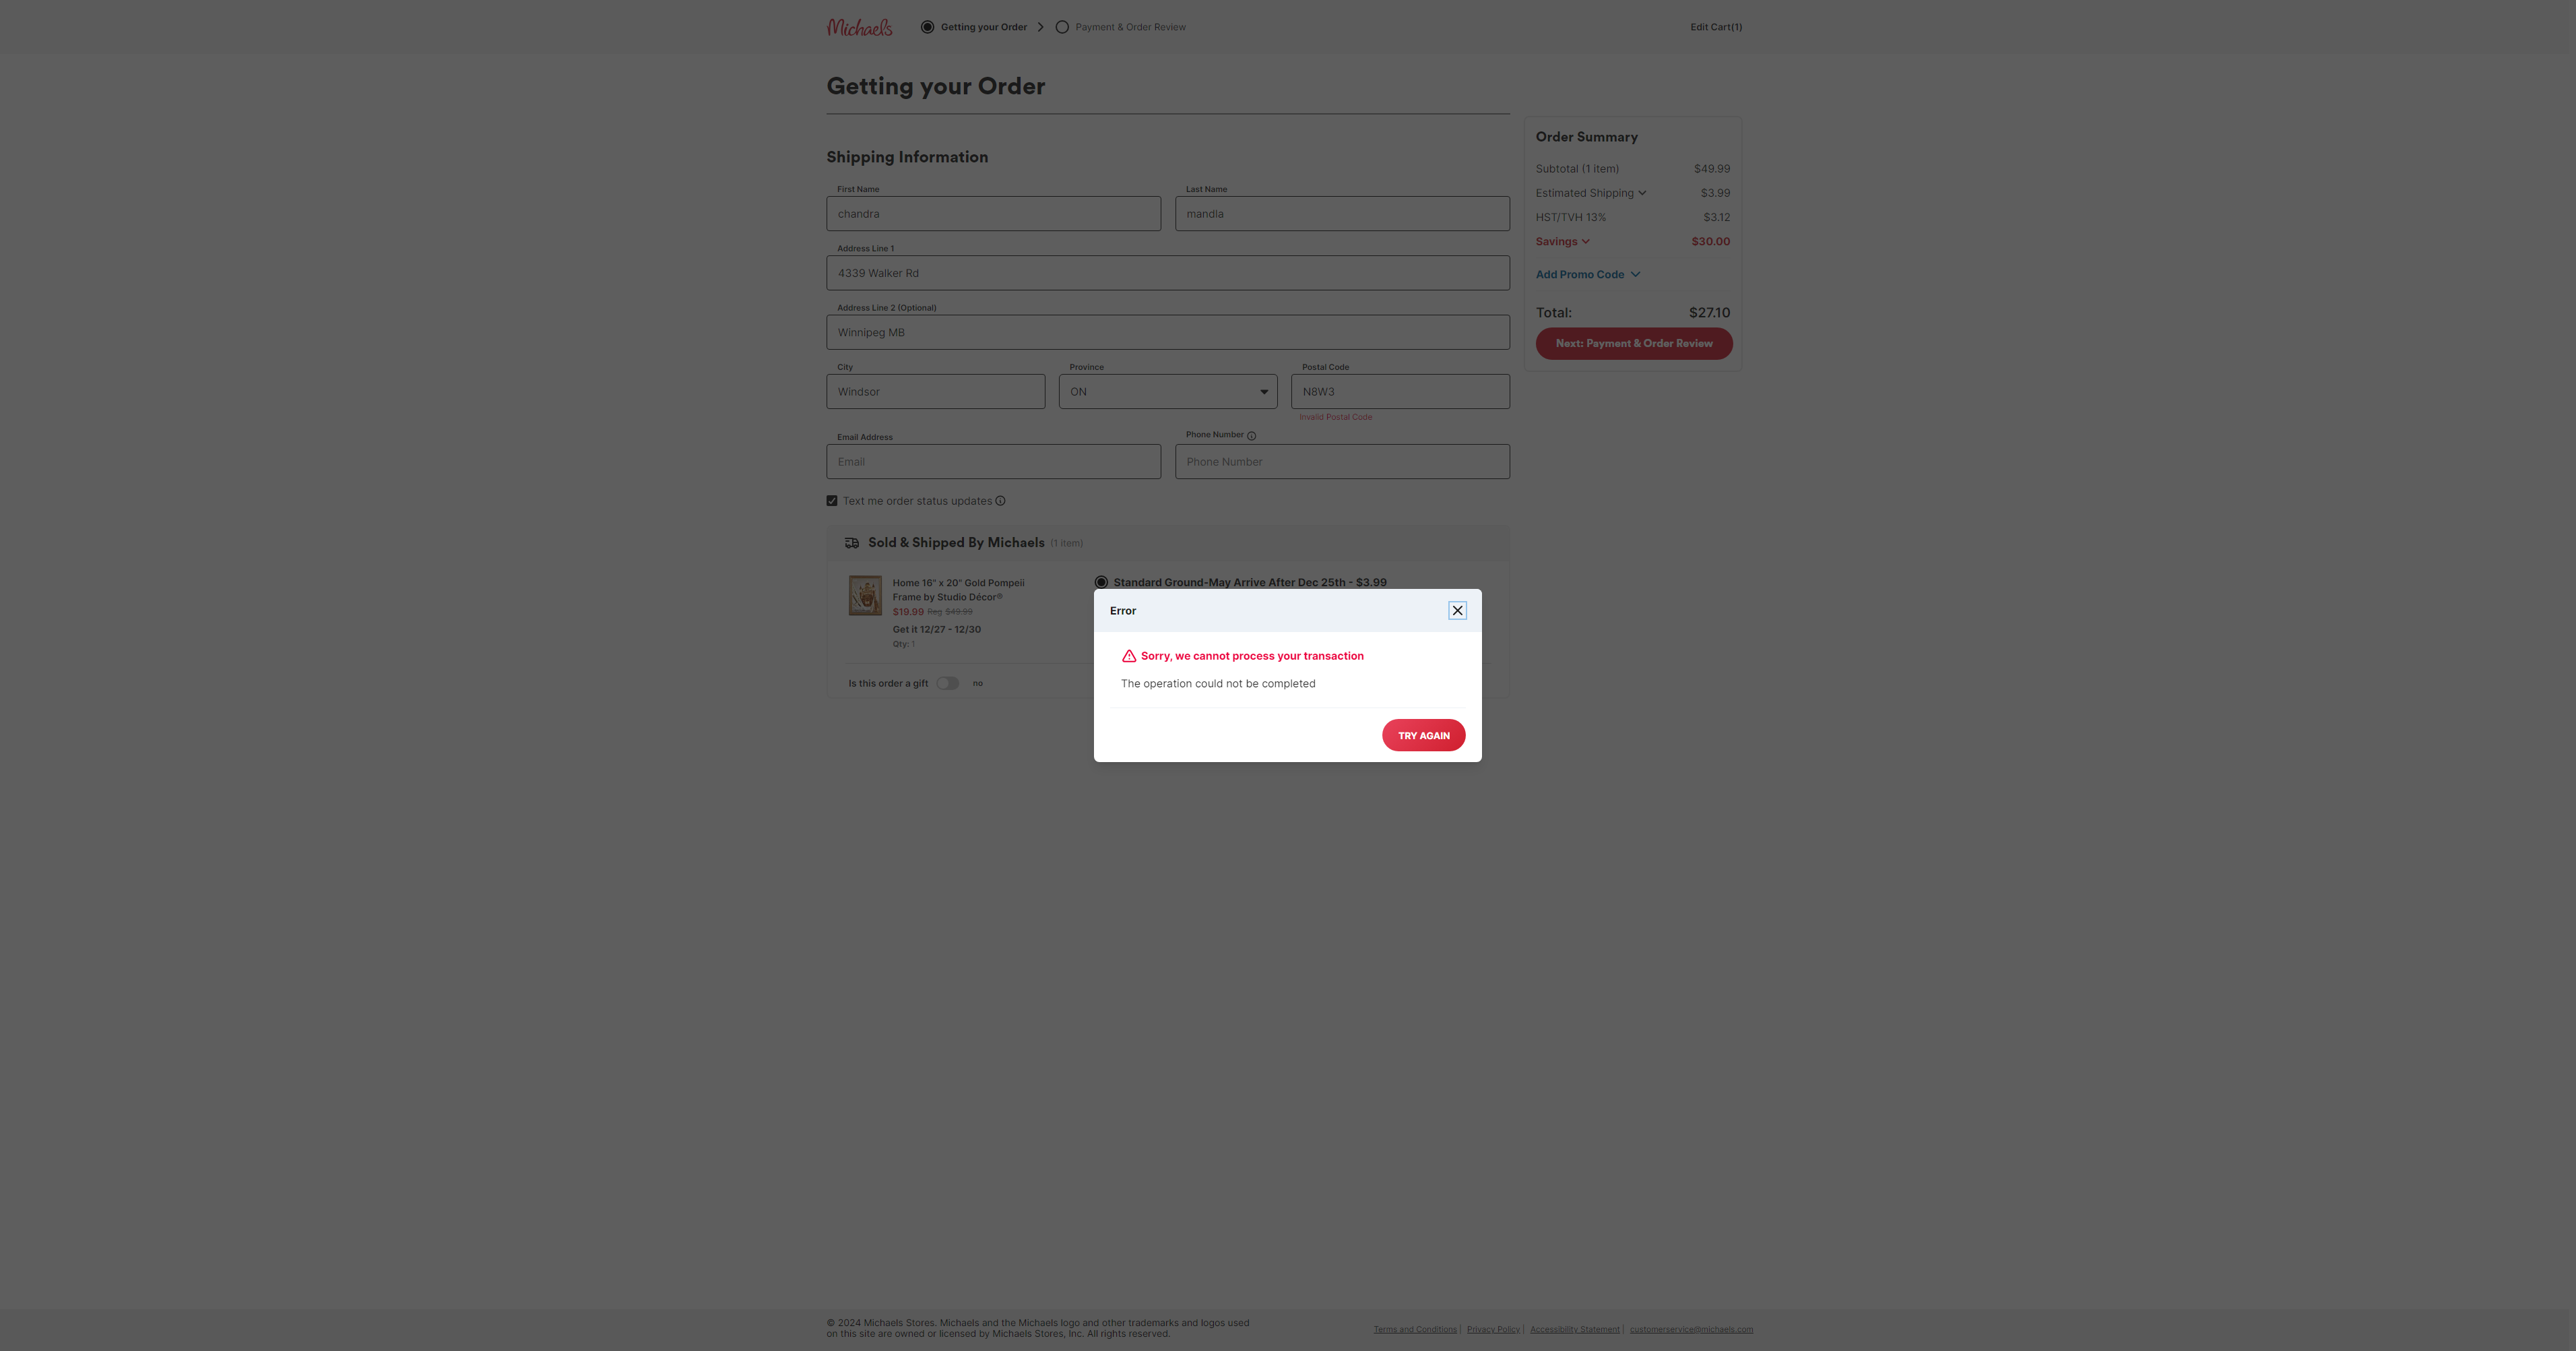 Michaels
Getting your Order
Payment & Order Review
Edit Cart(1)
Getting your Order
Shipping Information
First Name
Last Name
chandra
mandla
Address Line 1
4339 Walker Rd
Address Line 2 (Optional)
Winnipeg MB
City
Province
Postal Code
Windsor
ON
N8W3
Invalid Postal Code
Email Address
Phone Number
Email
Phone Number
Text me order status updates
Order Summary
Subtotal (1 item) $49.99
Estimated Shipping $3.99
HST/TVH 13% $3.12
Savings $30.00
Add Promo Code
Total: $27.10
Next: Payment & Order Review
Sold & Shipped By Michaels (1 item)
Home 16" x 20" Gold Pompeii
Frame by Studio Décor®
$19.99 Reg $49.99
Get it 12/27 - 12/30
Qty: 1
Standard Ground-May Arrive After Dec 25th - $3.99
Is this order a gift no
Error
Sorry, we cannot process your transaction
The operation could not be completed
TRY AGAIN
© 2024 Michaels Stores. Michaels and the Michaels logo and other trademarks and logos used
on this site are owned or licensed by Michaels Stores, Inc. All rights reserved.
Terms and Conditions | Privacy Policy | Accessibility Statement | customerservice@michaels.com